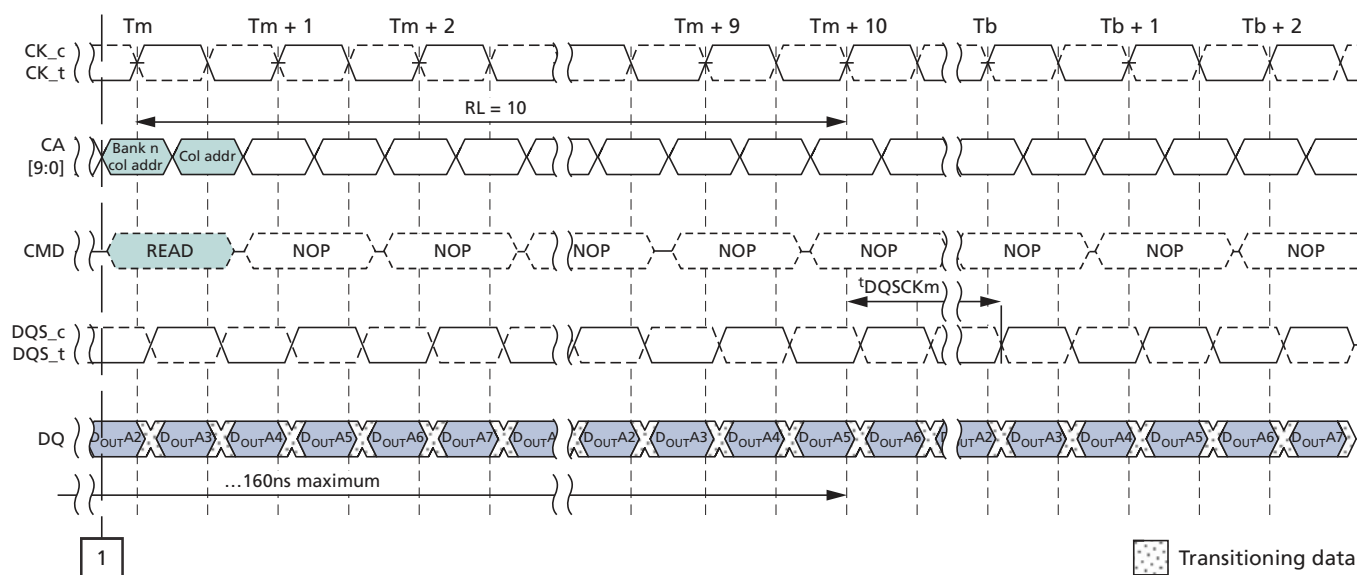 Tm Tm + 1 Tm + 2 Tm + 9 Tm + 10 Tb Tb + 1 Tb + 2
CK_c
CK_t
RL = 10
CA
[9:0]
Bank n
col addr
Col addr
CMD READ NOP NOP NOP NOP NOP NOP NOP NOP
tDQSCKm
DQS_c
DQS_t
DQ DOUTA2 DOUTA3 DOUTA4 DOUTA5 DOUTA6 DOUTA7 DOUTA DOUTA2 DOUTA3 DOUTA4 DOUTA5 DOUTA6 DOUTA2 DOUTA3 DOUTA4 DOUTA5 DOUTA6 DOUTA7
…160ns maximum
1
Transitioning data